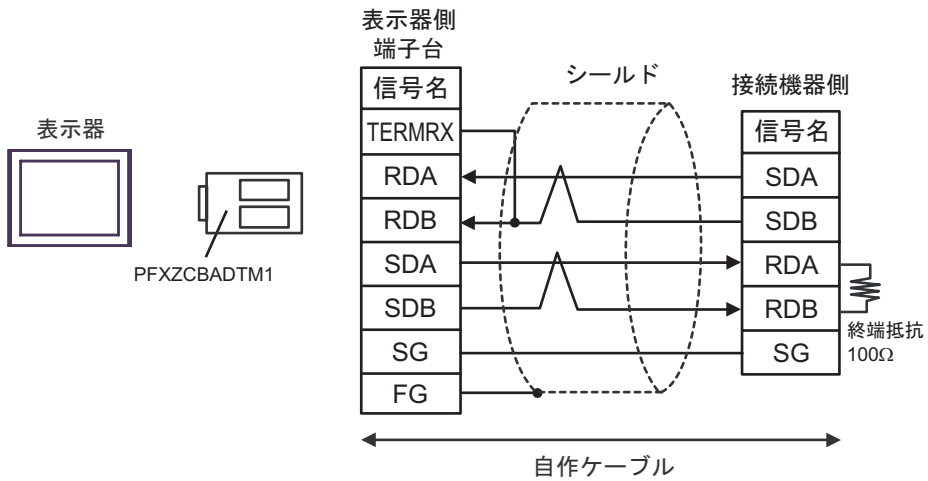 表示器
PFXZCBADTM1
表示器側
端子台
信号名
TERMRX
RDA
RDB
SDA
SDB
SG
FG
シールド
接続機器側
信号名
SDA
SDB
RDA
RDB
SG
終端抵抗
100Ω
自作ケーブル